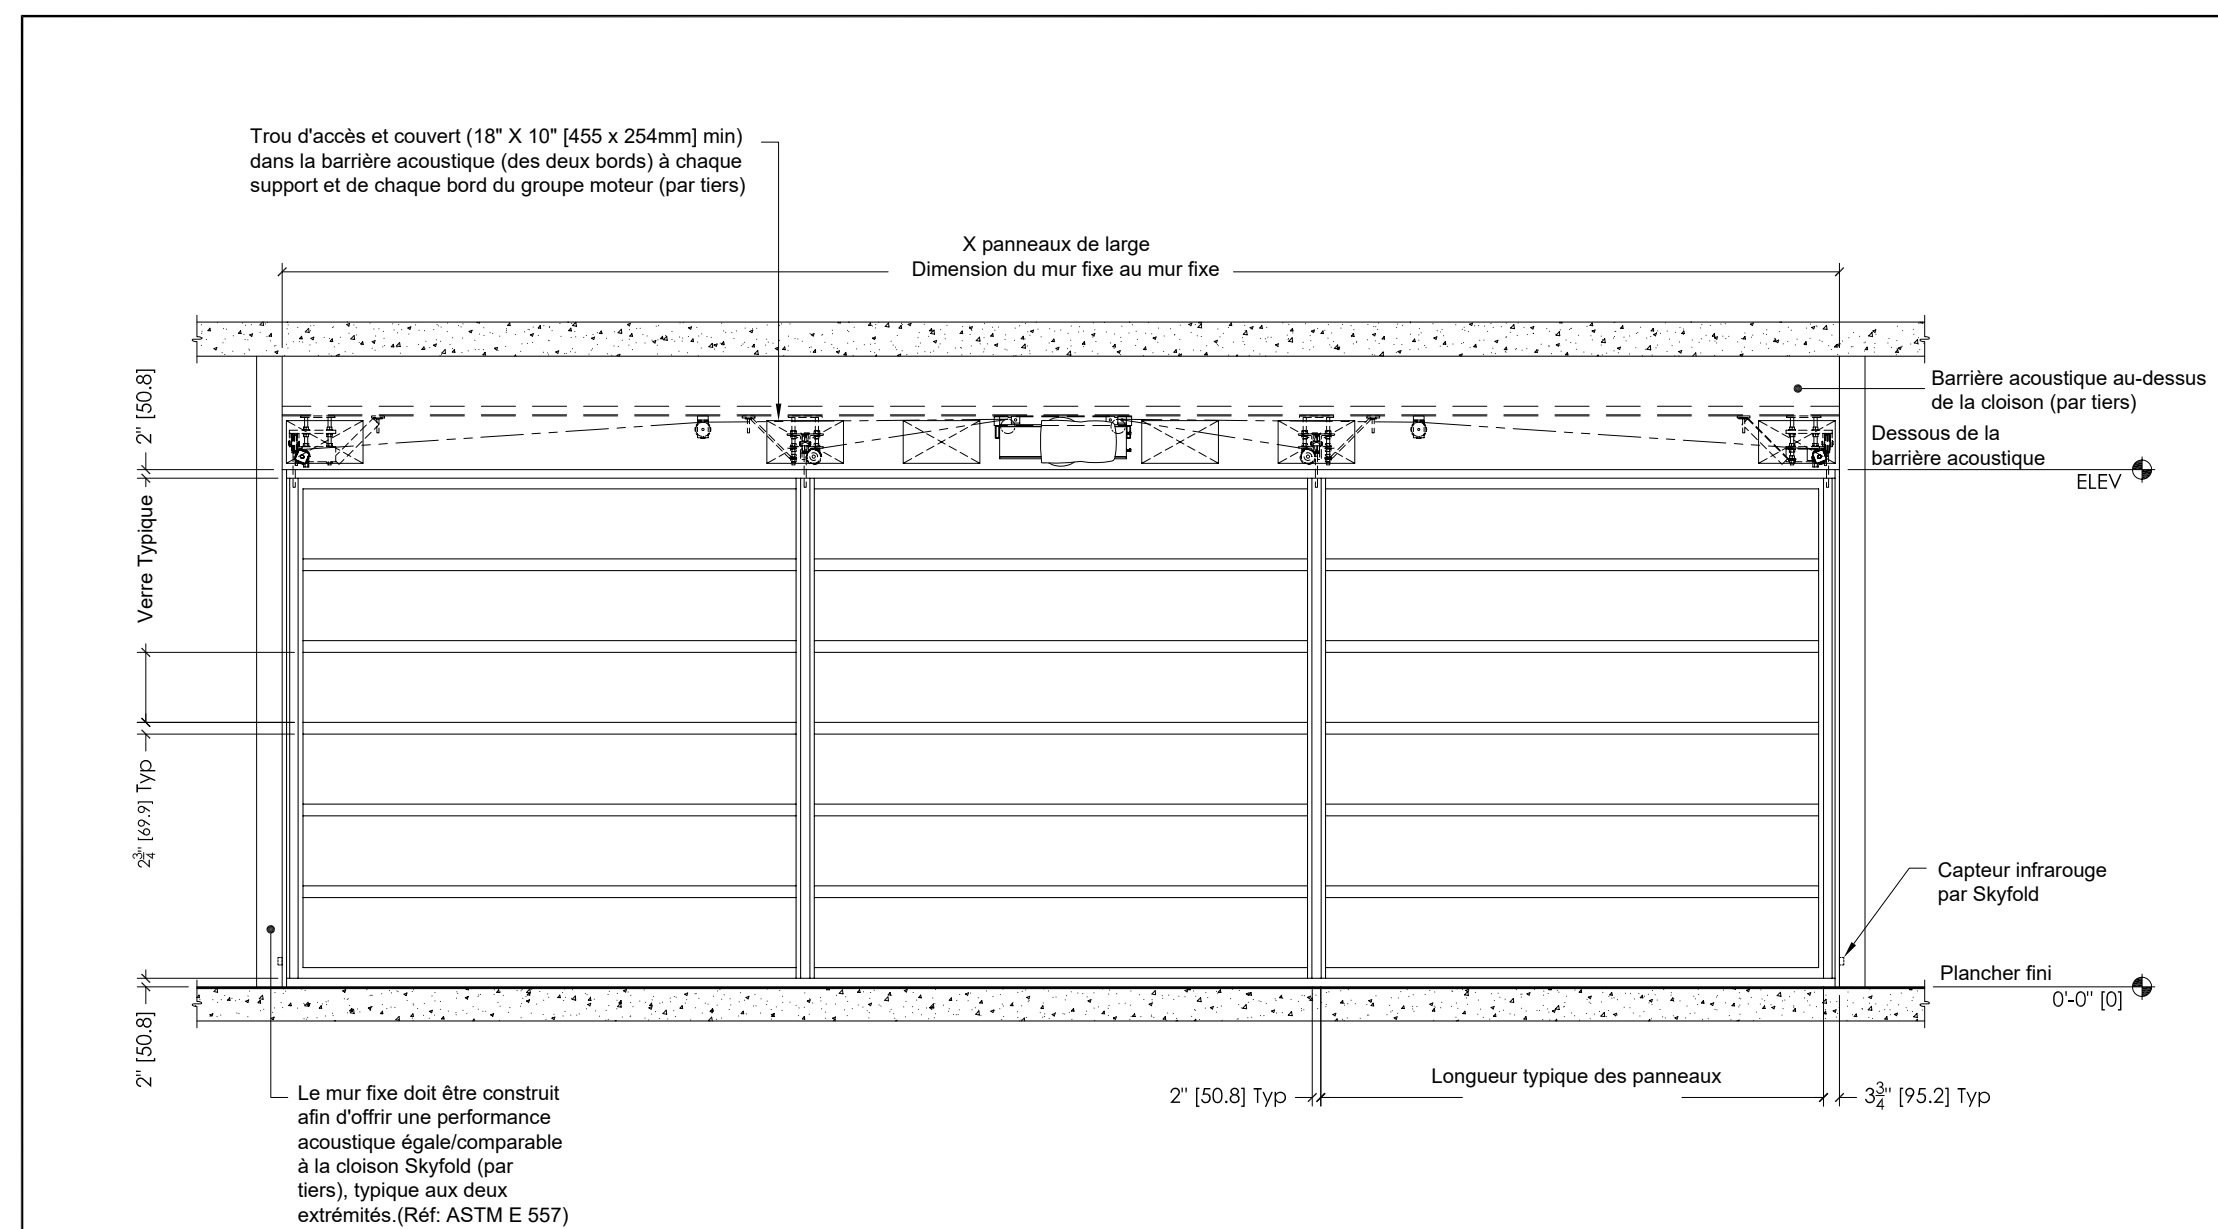 Trou d'accès et couvert (18" X 10" [455 x 254mm] min)
dans la barrière acoustique (des deux bords) à chaque
support et de chaque bord du groupe moteur (par tiers)
X panneaux de large
Dimension du mur fixe au mur fixe
2" [50.8]
Verre Typique
2¾" [69.9] Typ
2" [50.8]
Barrière acoustique au-dessus
de la cloison (par tiers)
Dessous de la
barrière acoustique
ELEV
Capteur infrarouge
par Skyfold
Plancher fini
0'-0" [0]
2" [50.8] Typ
Longueur typique des panneaux
3¾" [95.2] Typ
Le mur fixe doit être construit
afin d'offrir une performance
acoustique égale/comparable
à la cloison Skyfold (par
tiers), typique aux deux
extrémités.(Réf: ASTM E 557)